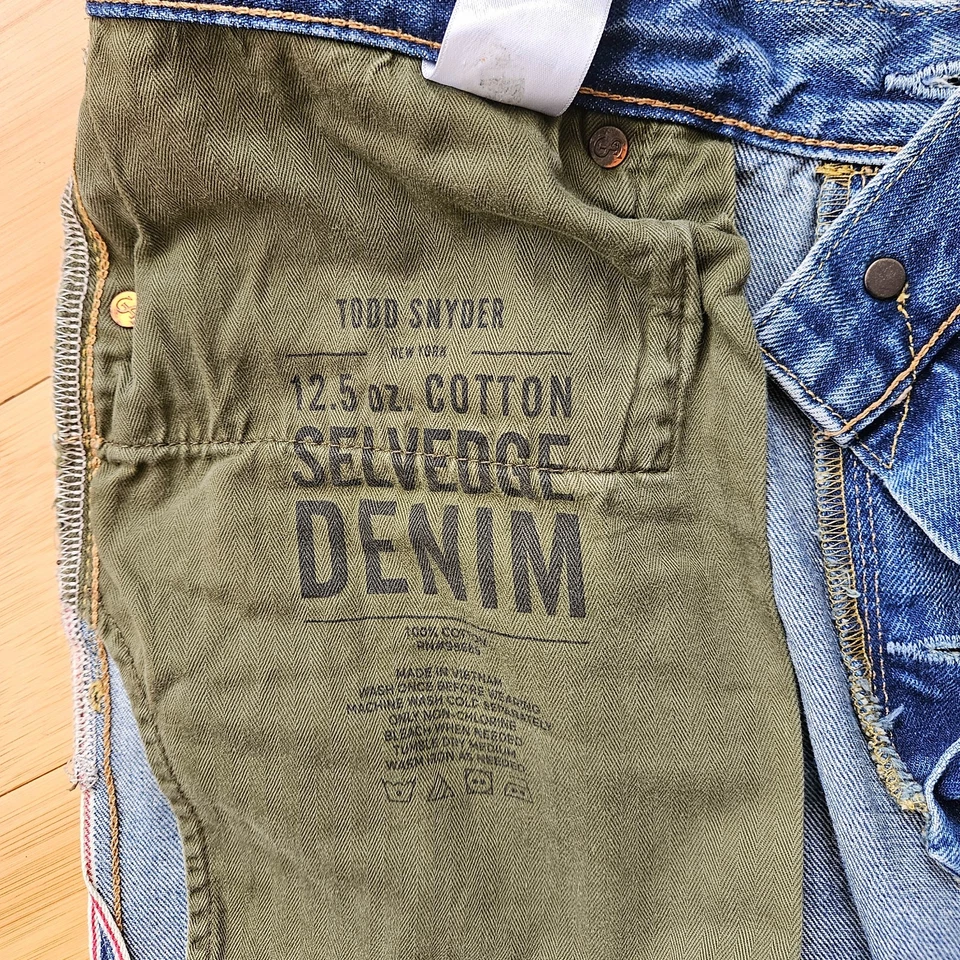 TODD SNYDER
NEW YORK
12.5 oz. COTTON
SELVEDGE
DENIM
100% COTTON
MADE IN VIETNAM
WASH ONCE BEFORE WEARING
MACHINE WASH COLD SEPARATELY
ONLY NON-CHLORINE
BLEACH WHEN NEEDED
TUMBLE DRY MEDIUM
WARM IRON AS NEEDED